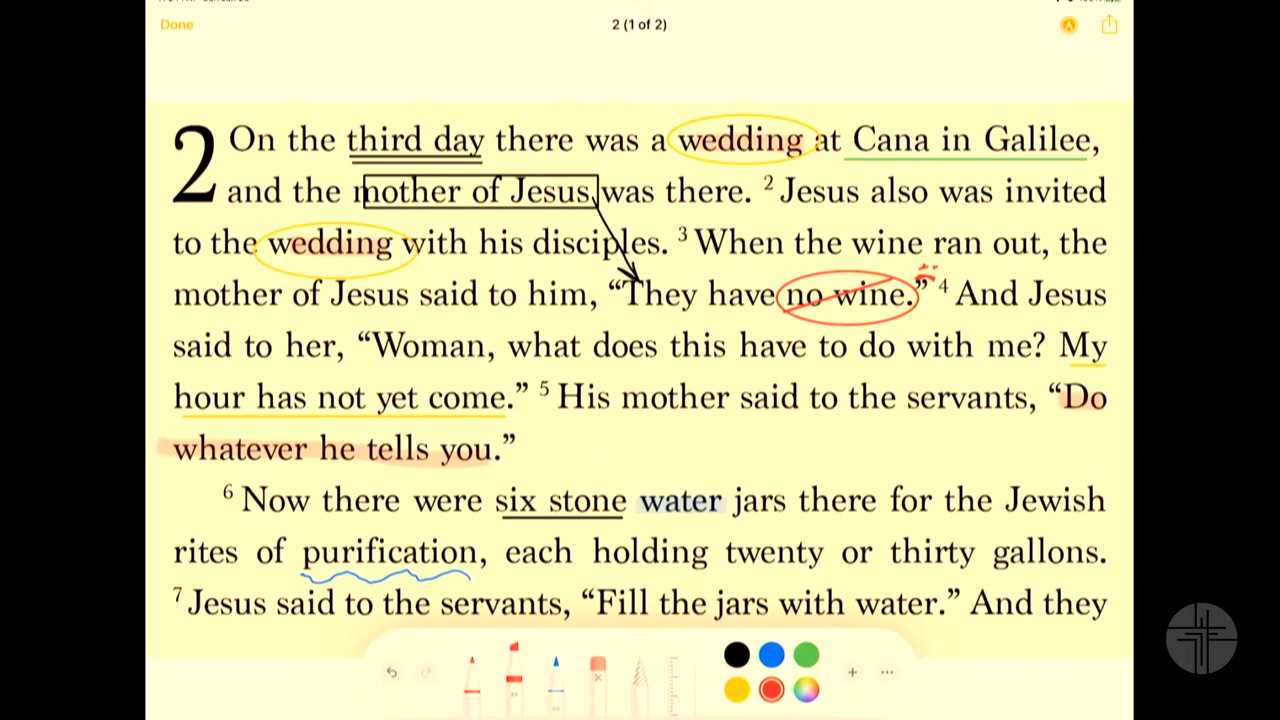 Done
2 (1 of 2)
2 On the third day there was a wedding at Cana in Galilee,
and the mother of Jesus was there. 2 Jesus also was invited
to the wedding with his disciples. 3 When the wine ran out, the
mother of Jesus said to him, “They have no wine.” 4 And Jesus
said to her, “Woman, what does this have to do with me? My
hour has not yet come.” 5 His mother said to the servants, “Do
whatever he tells you.”
6 Now there were six stone water jars there for the Jewish
rites of purification, each holding twenty or thirty gallons.
7 Jesus said to the servants, “Fill the jars with water.” And they